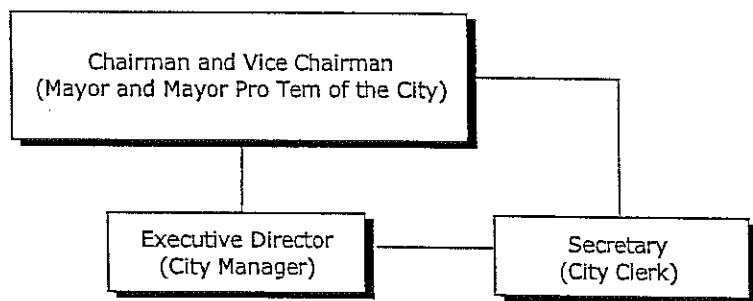 Chairman and Vice Chairman
(Mayor and Mayor Pro Tem of the City)
Executive Director
(City Manager)
Secretary
(City Clerk)